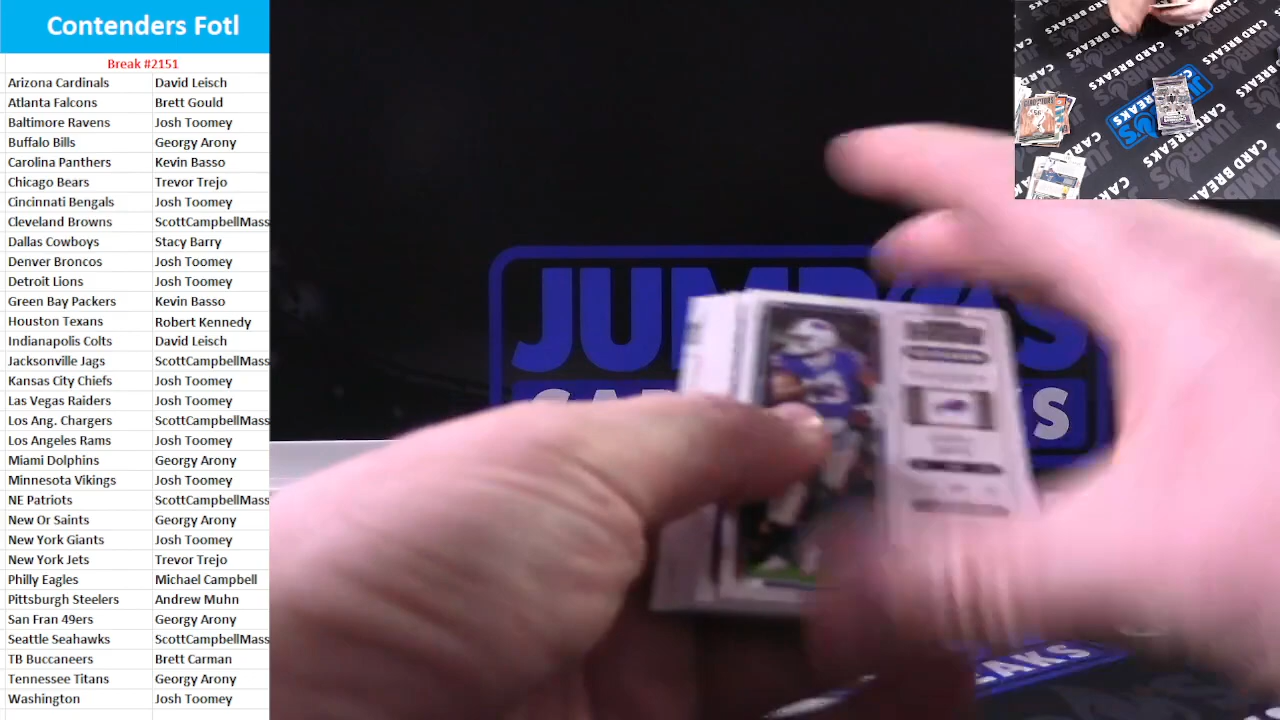 Contenders Fotl
Break #2151
Arizona Cardinals David Leisch
Atlanta Falcons Brett Gould
Baltimore Ravens Josh Toomey
Buffalo Bills Georgy Arony
Carolina Panthers Kevin Basso
Chicago Bears Trevor Trejo
Cincinnati Bengals Josh Toomey
Cleveland Browns ScottCampbellMass
Dallas Cowboys Stacy Barry
Denver Broncos Josh Toomey
Detroit Lions Josh Toomey
Green Bay Packers Kevin Basso
Houston Texans Robert Kennedy
Indianapolis Colts David Leisch
Jacksonville Jags ScottCampbellMass
Kansas City Chiefs Josh Toomey
Las Vegas Raiders Josh Toomey
Los Ang. Chargers ScottCampbellMass
Los Angeles Rams Josh Toomey
Miami Dolphins Georgy Arony
Minnesota Vikings Josh Toomey
NE Patriots ScottCampbellMass
New Or Saints Georgy Arony
New York Giants Josh Toomey
New York Jets Trevor Trejo
Philly Eagles Michael Campbell
Pittsburgh Steelers Andrew Muhn
San Fran 49ers Georgy Arony
Seattle Seahawks ScottCampbellMass
TB Buccaneers Brett Carman
Tennessee Titans Georgy Arony
Washington Josh Toomey
JUMBO
BREAKS
CARD BREAKS
JUMBO'S
CARD BREAKS